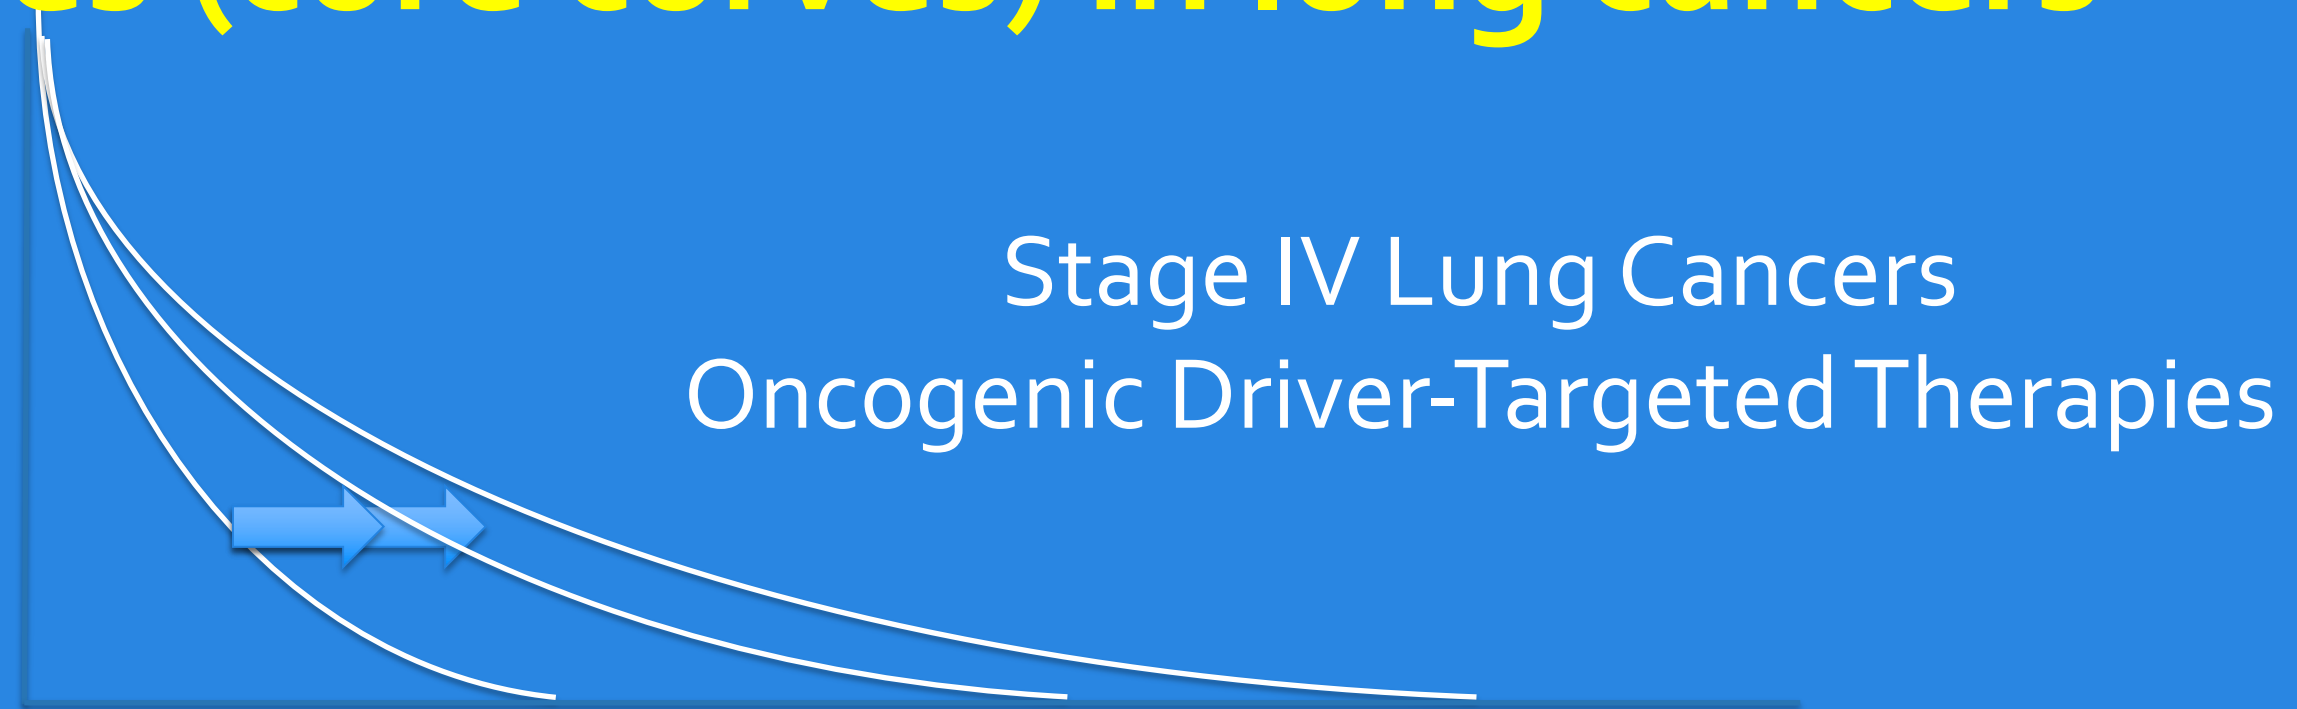 Stage IV Lung Cancers
Oncogenic Driver-Targeted Therapies